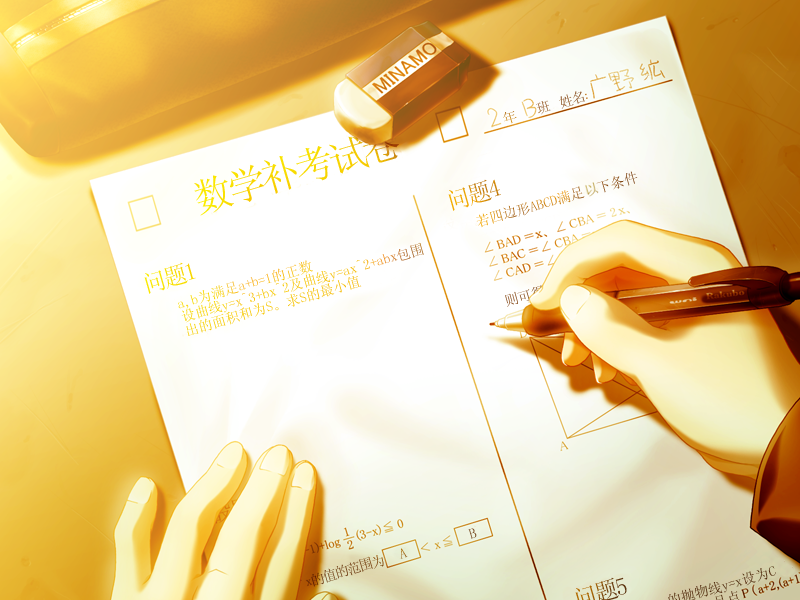 MINAMO
2年 B班 姓名: 广野 纮
数学补考试卷
问题1
a,b为满足a+b=1的正数
设曲线y=x^3+bx^2及曲线y=ax^2+abx包围
出的面积和为S。求S的最小值
-1)+log 1/2 (3-x)≦0
x的值的范围为 A < x≦ B
问题4
若四边形ABCD满足以下条件
∠BAD=x、∠CBA=2x、
∠BAC=∠CBA
∠CAD=∠
则可
uni
A
问题5
的抛物线y=x设为C
点P(a+2,(a+1